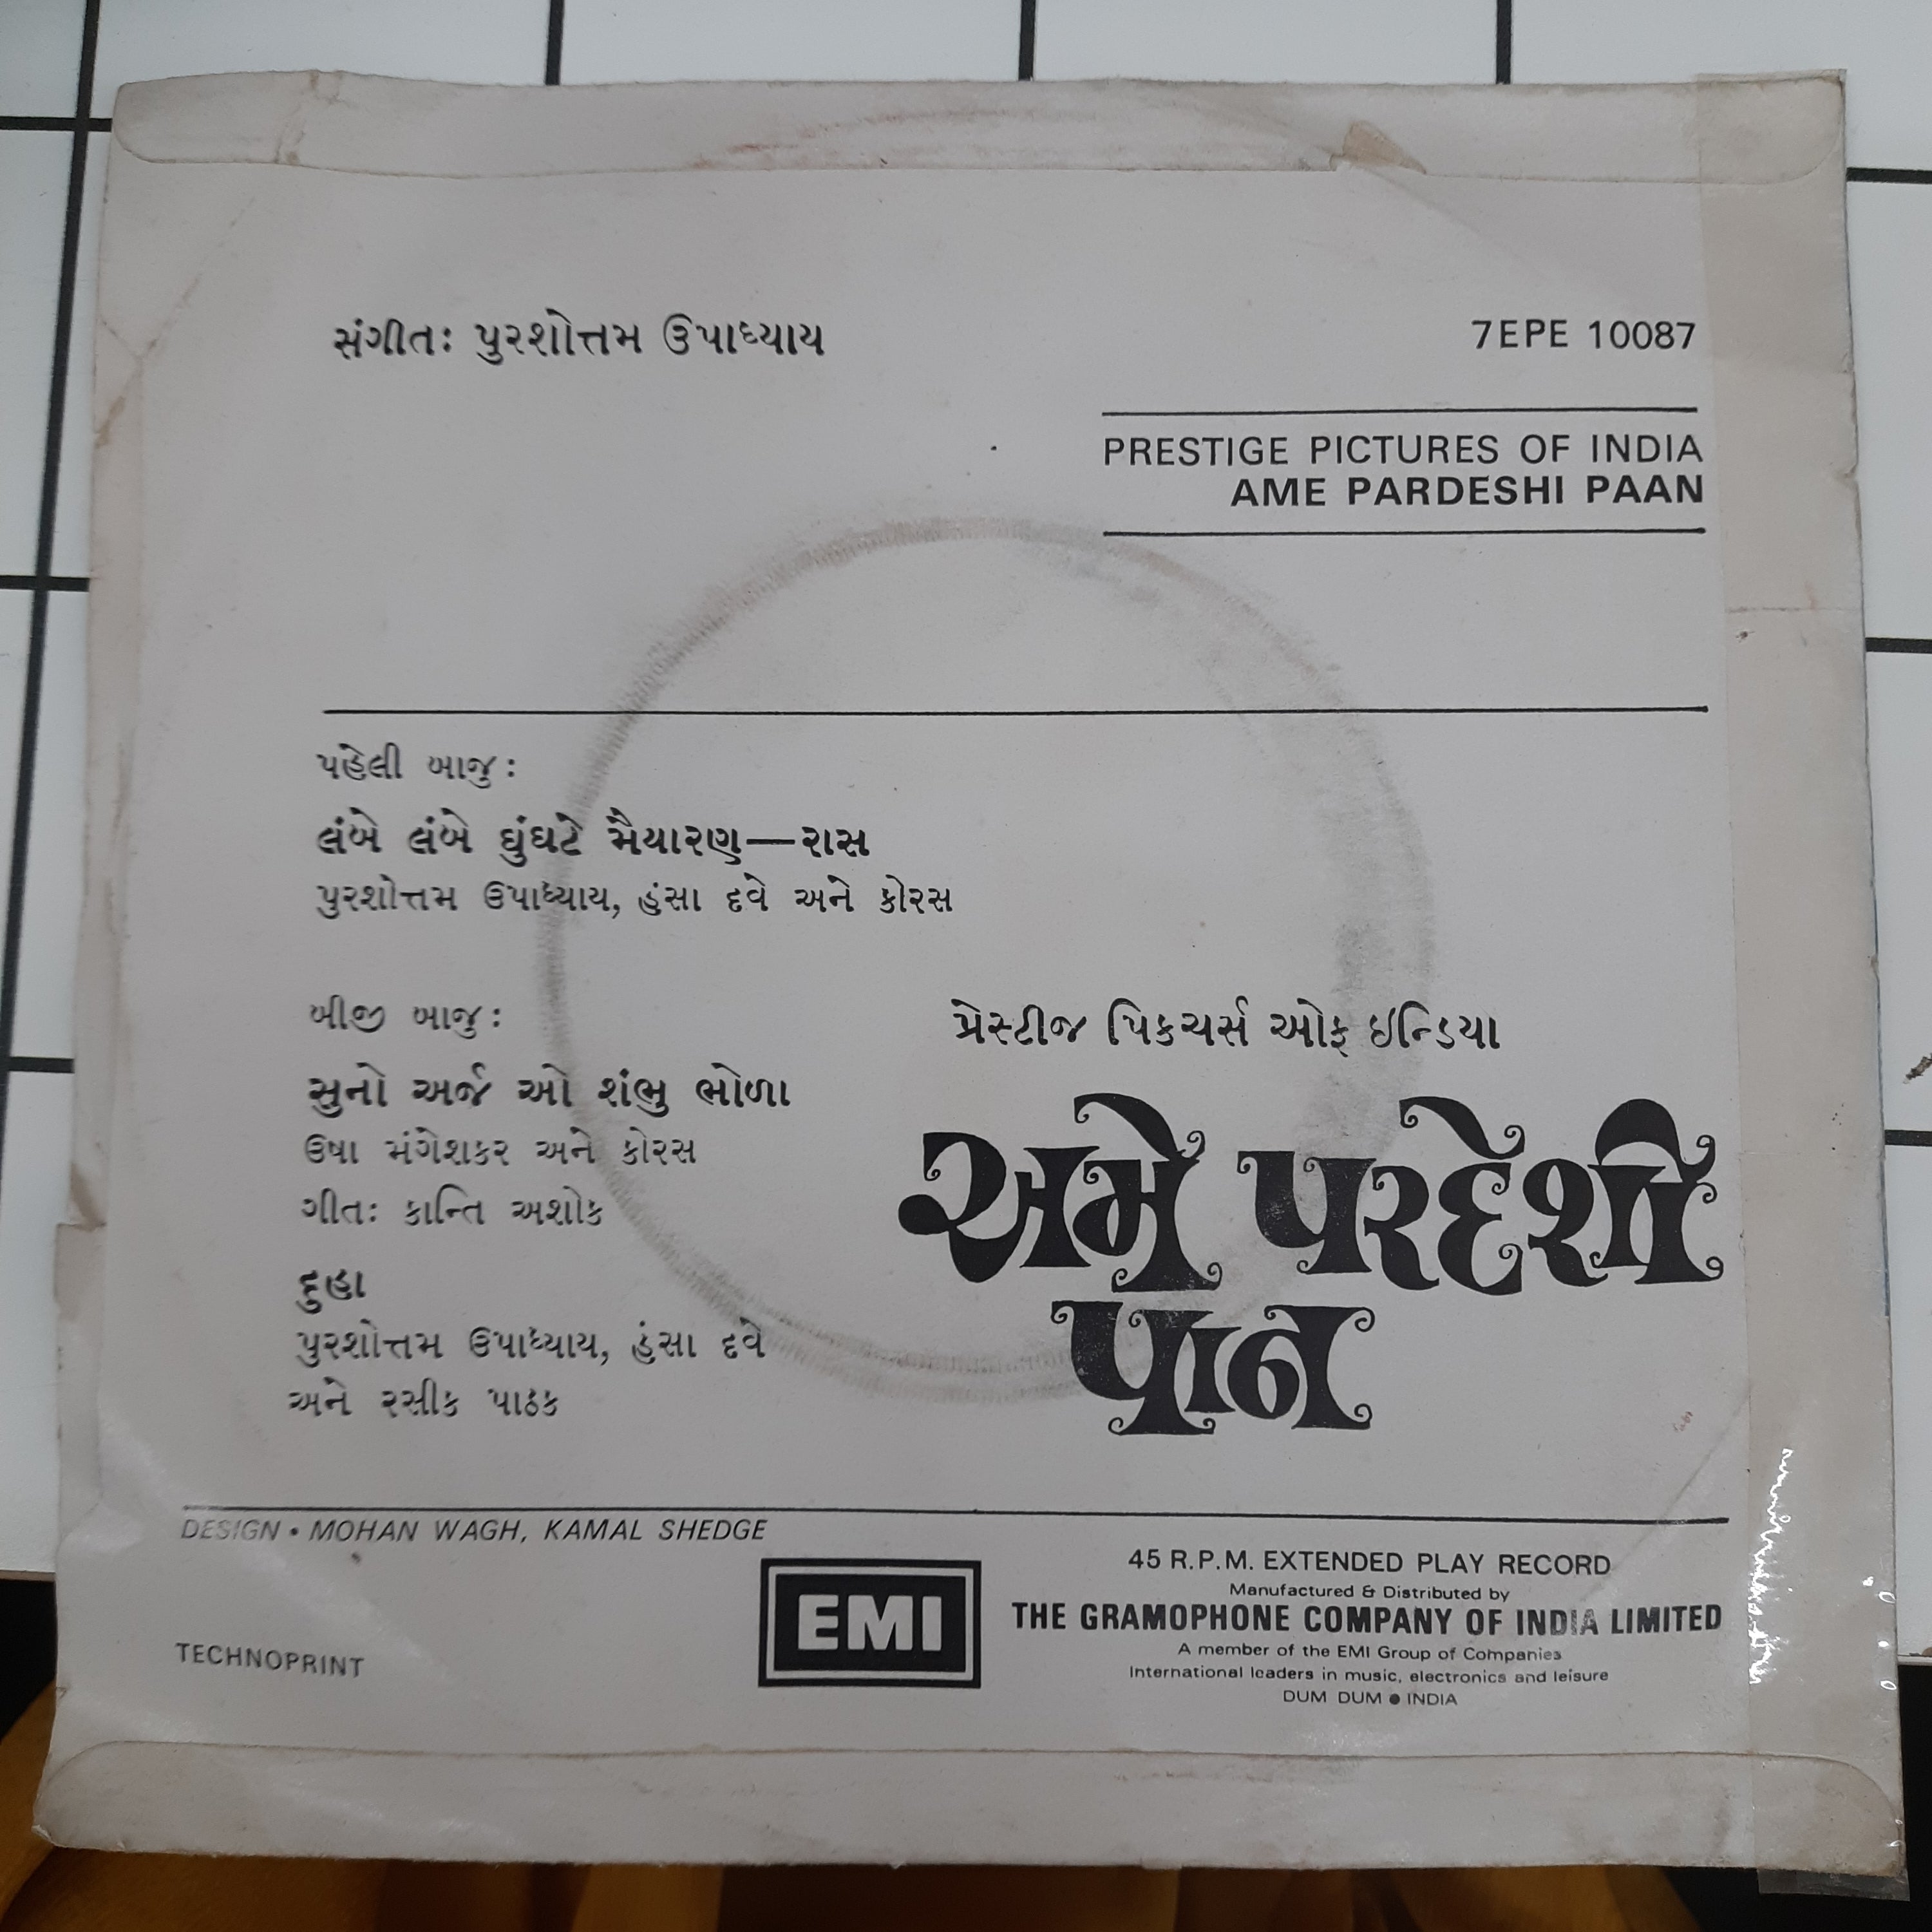 સંગીતઃ પુરશોત્તમ ઉપાધ્યાય
7EPE 10087
PRESTIGE PICTURES OF INDIA
AME PARDESHI PAAN
પહેલી બાજુઃ
લંબે લંબે ઘુંઘટે મૈયારણ—રાસ
પુરશોત્તમ ઉપાધ્યાય, હંસા દવે અને કોરસ
બીજી બાજુઃ
સુનો અર્જ ઓ શંભુ ભોળા
ઉષા મંગેશકર અને કોરસ
ગીતઃ કાન્તિ અશોક
દુહા
પુરશોત્તમ ઉપાધ્યાય, હંસા દવે
અને રસીક પાઠક
પ્રેસ્ટીજ પિકચર્સ ઓફ ઇન્ડિયા
અમે પરદેશી
પાન
DESIGN • MOHAN WAGH, KAMAL SHEDGE
TECHNOPRINT
EMI
45 R.P.M. EXTENDED PLAY RECORD
Manufactured & Distributed by
THE GRAMOPHONE COMPANY OF INDIA LIMITED
A member of the EMI Group of Companies
International leaders in music, electronics and leisure
DUM DUM ● INDIA